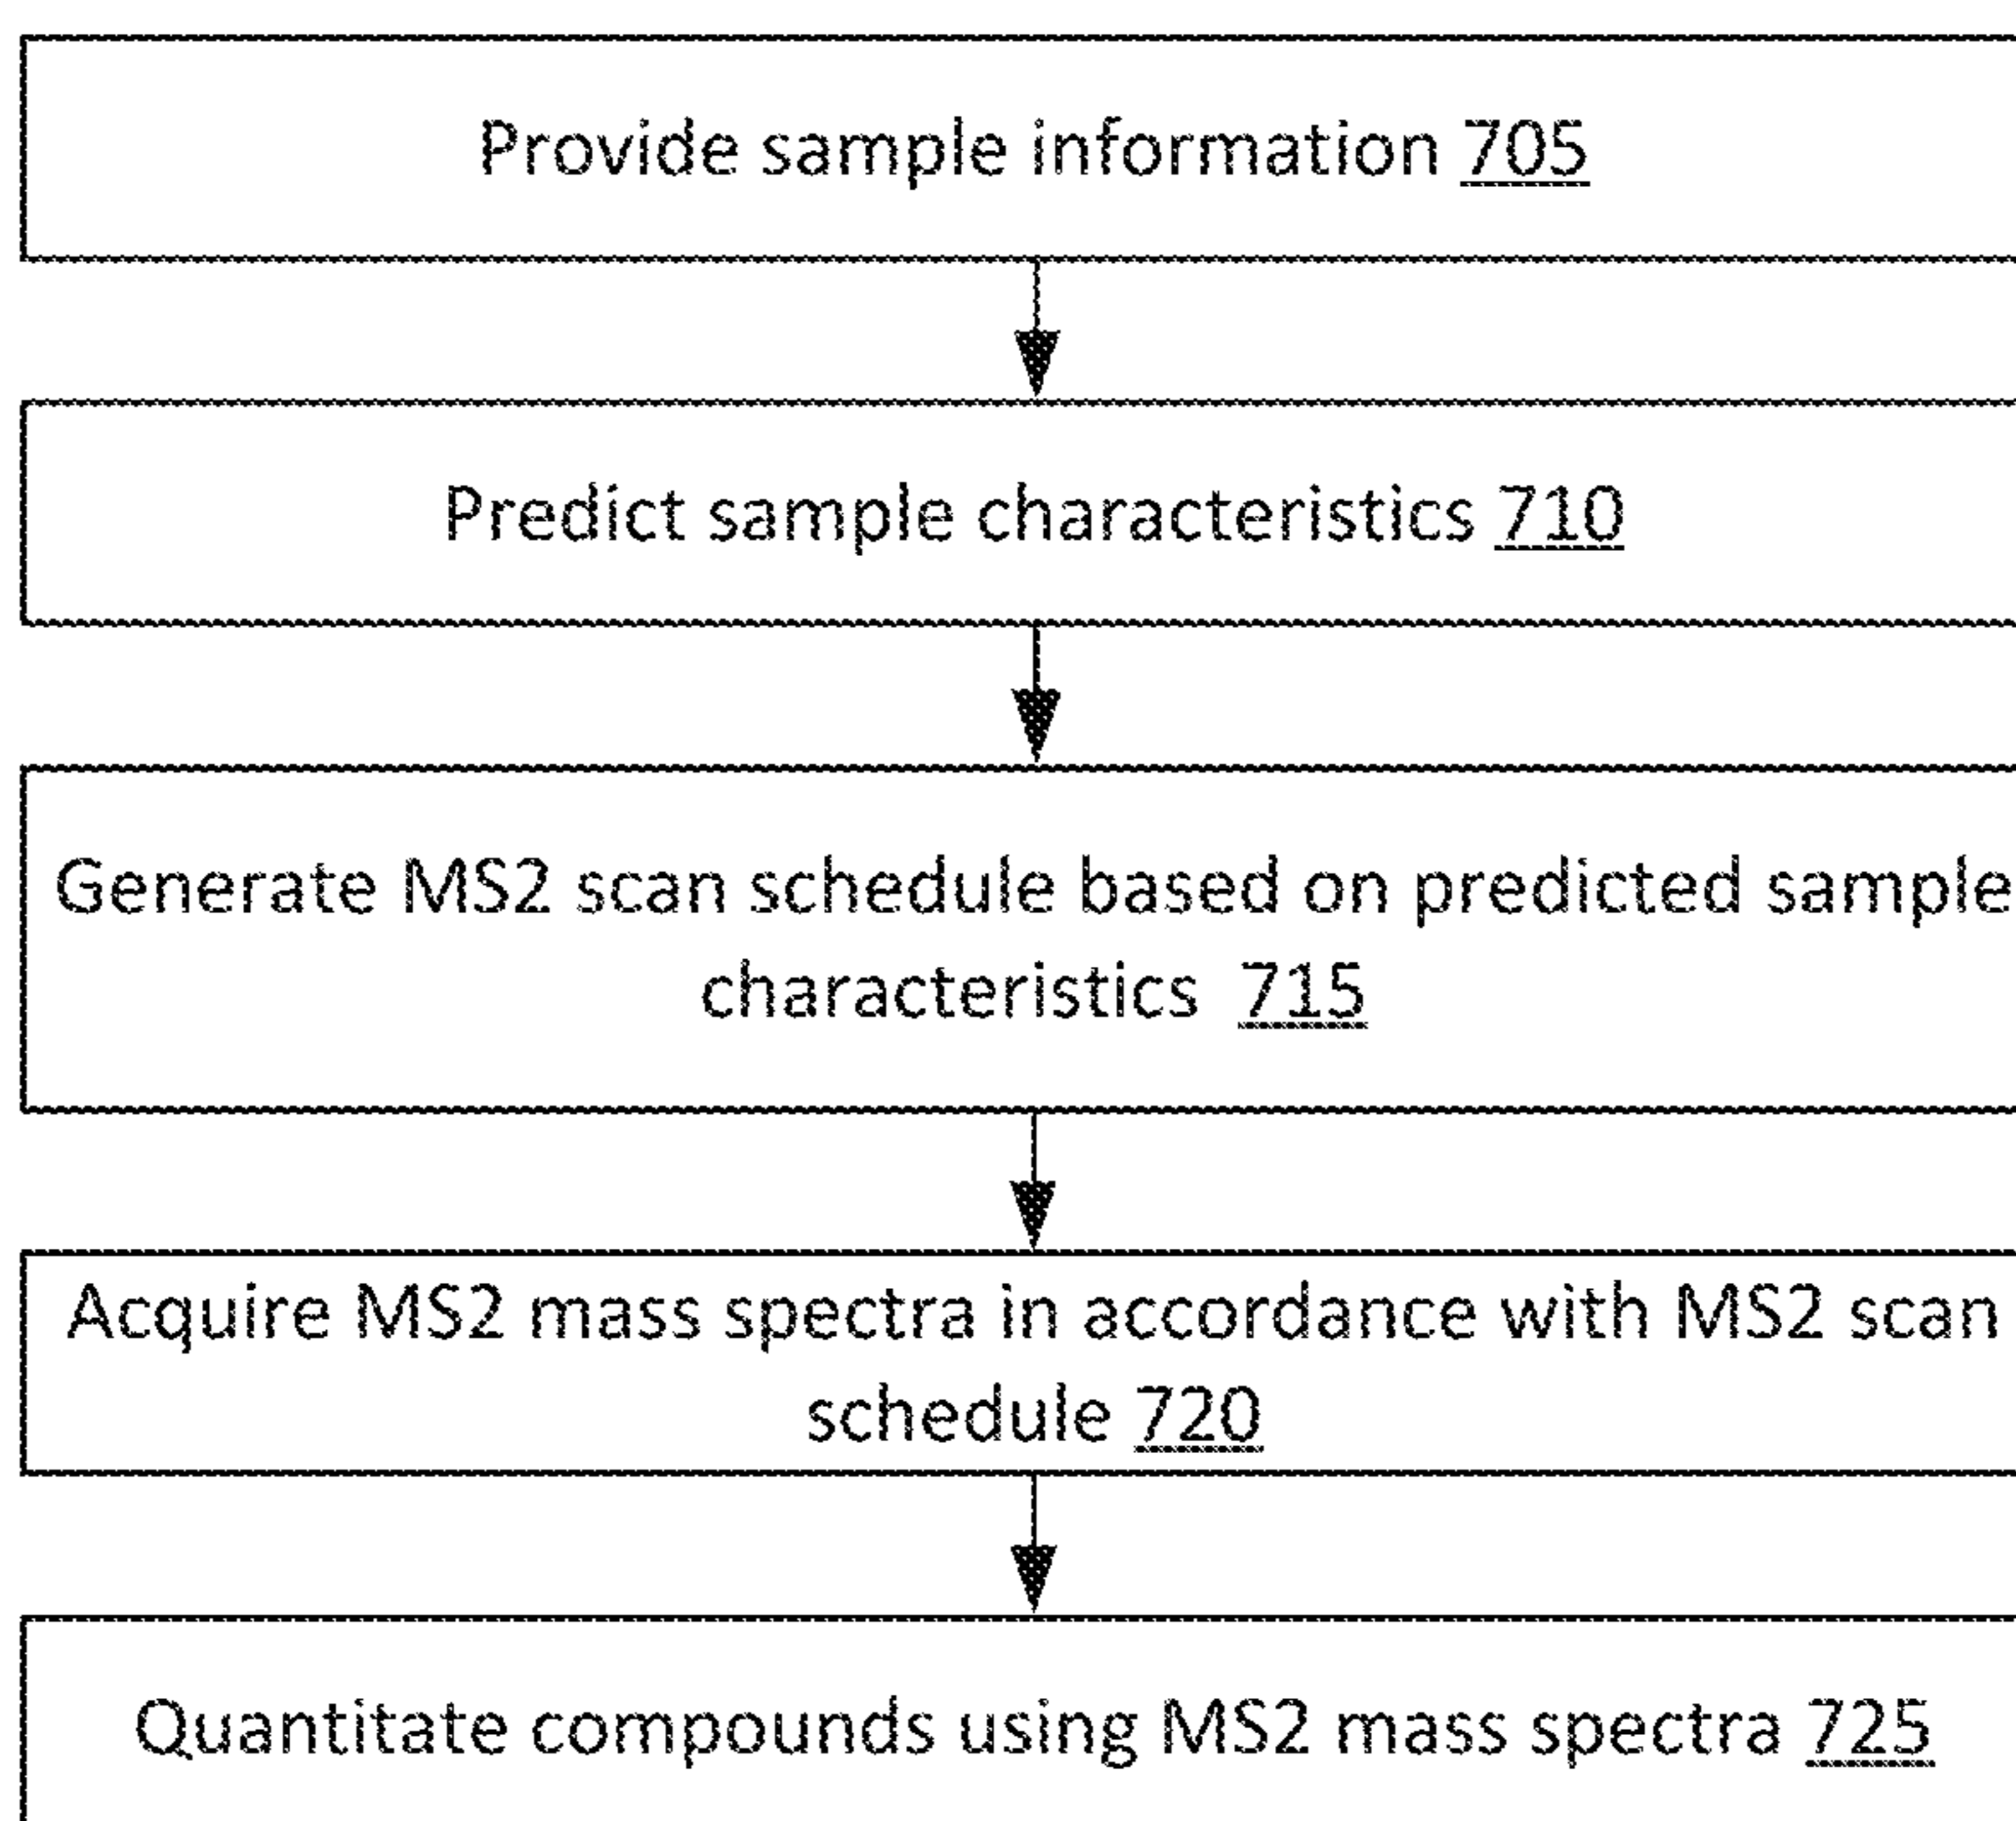 Provide sample information 705
Predict sample characteristics 710
Generate MS2 scan schedule based on predicted sample
characteristics 715
Acquire MS2 mass spectra in accordance with MS2 scan
schedule 720
Quantitate compounds using MS2 mass spectra 725